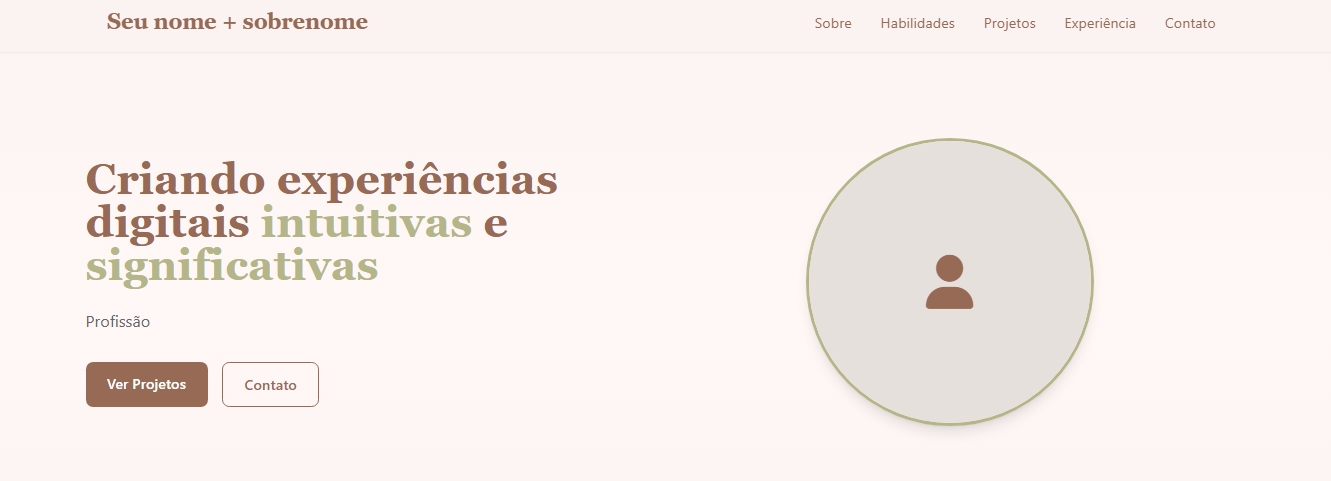 Seu nome + sobrenome
Sobre
Habilidades
Projetos
Experiência
Contato
Criando experiências
digitais intuitivas e
significativas
Profissão
Ver Projetos
Contato